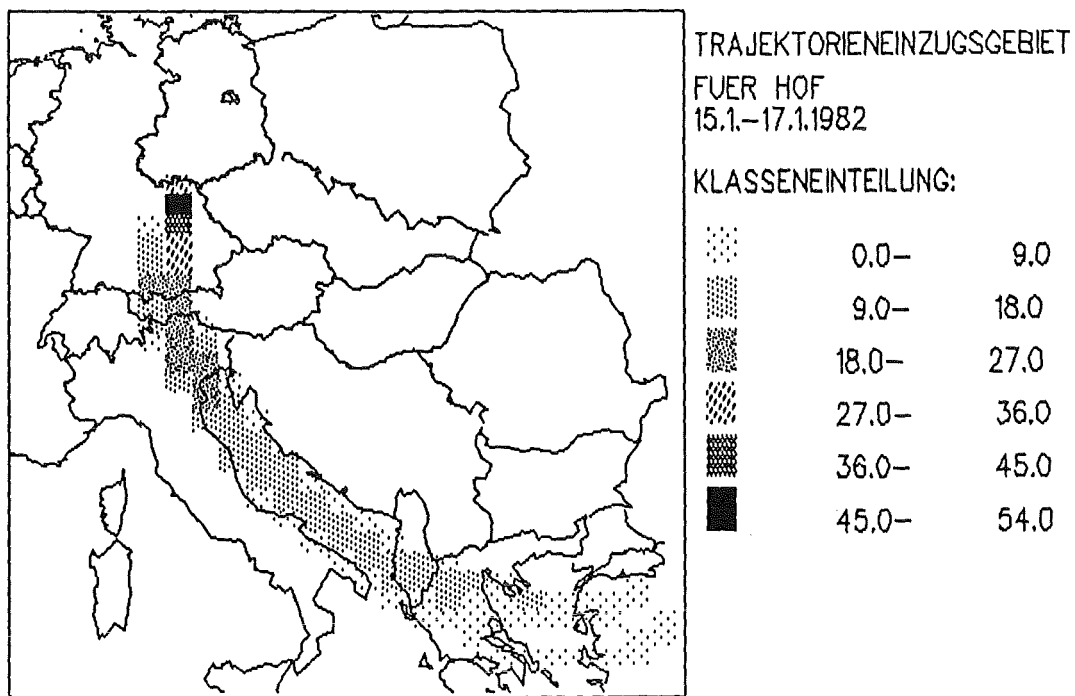 TRAJEKTORIENEINZUGSGEBIET
FUER HOF
15.1.–17.1.1982
KLASSENEINTEILUNG:
0.0– 9.0
9.0– 18.0
18.0– 27.0
27.0– 36.0
36.0– 45.0
45.0– 54.0